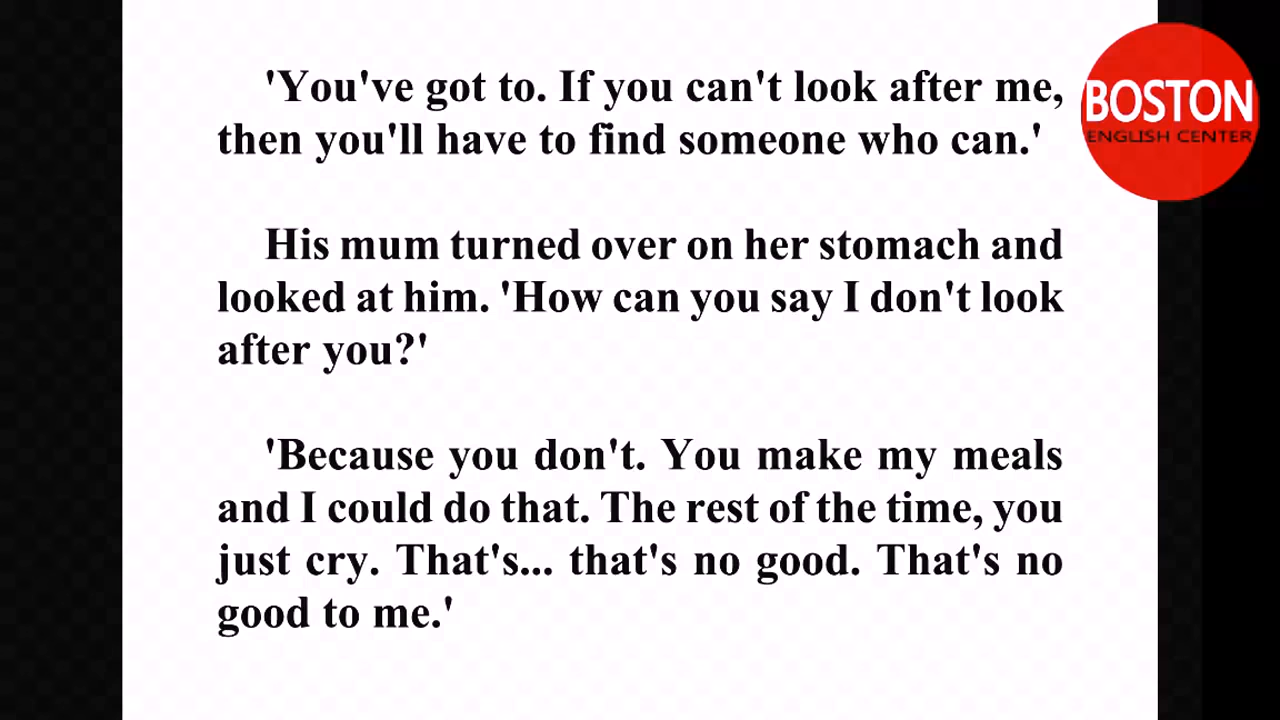 'You've got to. If you can't look after me,
then you'll have to find someone who can.'
His mum turned over on her stomach and
looked at him. 'How can you say I don't look
after you?'
'Because you don't. You make my meals
and I could do that. The rest of the time, you
just cry. That's... that's no good. That's no
good to me.'
BOSTON
ENGLISH CENTER